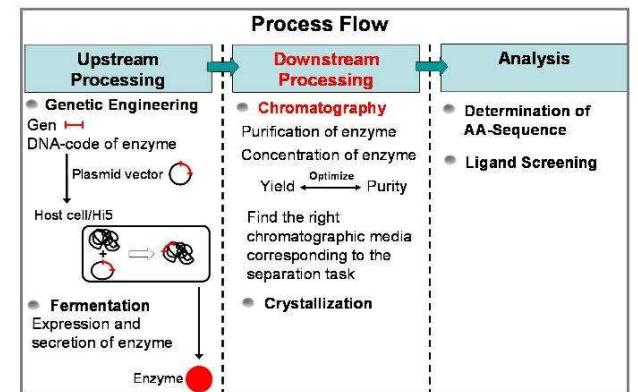 Process Flow
Upstream
Processing
Genetic Engineering
Gen
DNA-code of enzyme
Plasmid vector
Host cell/Hi5
+
Fermentation
Expression and
secretion of enzyme
Enzyme
Downstream
Processing
Chromatography
Purification of enzyme
Concentration of enzyme
Optimize
Yield Purity
Find the right
chromatographic media
corresponding to the
separation task
Crystallization
Analysis
Determination of
AA-Sequence
Ligand Screening